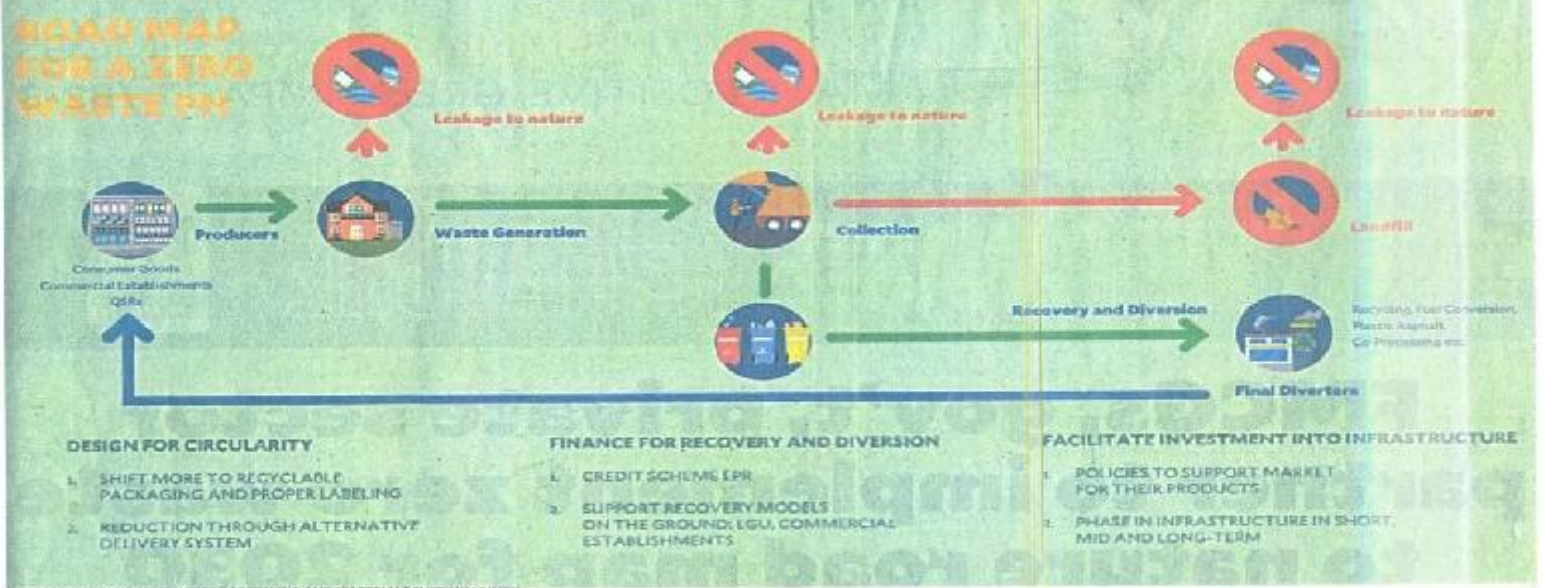 ROAD MAP
FOR A ZERO
WASTE PH
Leakage to nature
Leakage to nature
Leakage to nature
Producers
Waste Generation
Collection
Landfill
Consumer Goods
Commercial Establishments
QSRs
Recovery and Diversion
Recycling, Fuel Conversion,
Plastic Asphalt,
Co-Processing etc.
Final Diverters
DESIGN FOR CIRCULARITY
1. SHIFT MORE TO RECYCLABLE
PACKAGING AND PROPER LABELING
2. REDUCTION THROUGH ALTERNATIVE
DELIVERY SYSTEM
FINANCE FOR RECOVERY AND DIVERSION
1. CREDIT SCHEME EPR
2. SUPPORT RECOVERY MODELS
ON THE GROUND: LGU, COMMERCIAL
ESTABLISHMENTS
FACILITATE INVESTMENT INTO INFRASTRUCTURE
1. POLICIES TO SUPPORT MARKET
FOR THEIR PRODUCTS
2. PHASE IN INFRASTRUCTURE IN SHORT,
MID AND LONG-TERM